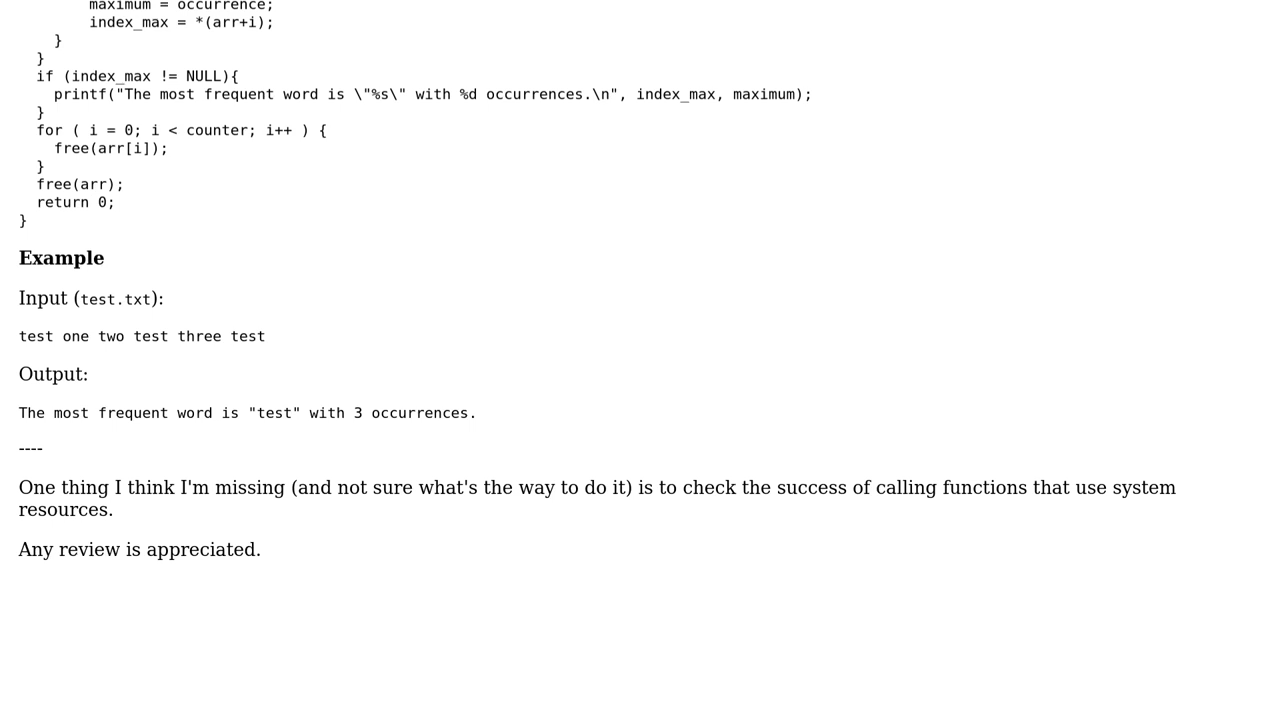 maximum = occurrence;
        index_max = *(arr+i);
    }
  }
  if (index_max != NULL){
    printf("The most frequent word is \"%s\" with %d occurrences.\n", index_max, maximum);
  }
  for ( i = 0; i < counter; i++ ) {
    free(arr[i]);
  }
  free(arr);
  return 0;
}
Example
Input (test.txt):
test one two test three test
Output:
The most frequent word is "test" with 3 occurrences.
----
One thing I think I'm missing (and not sure what's the way to do it) is to check the success of calling functions that use system
resources.
Any review is appreciated.